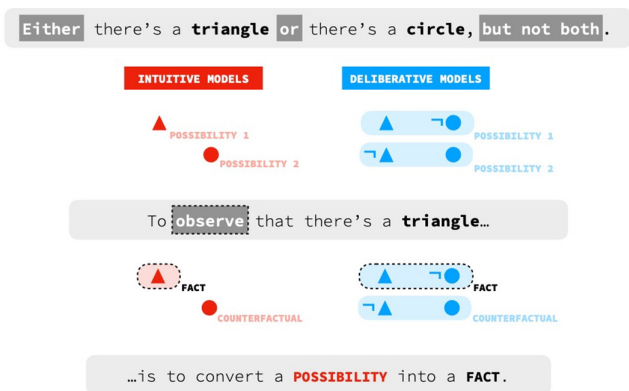 Either there’s a triangle or there’s a circle, but not both.
INTUITIVE MODELS
DELIBERATIVE MODELS
POSSIBILITY 1
¬
POSSIBILITY 1
POSSIBILITY 2
¬
POSSIBILITY 2
To observe that there’s a triangle…
FACT
¬
FACT
COUNTERFACTUAL
¬
COUNTERFACTUAL
…is to convert a POSSIBILITY into a FACT.